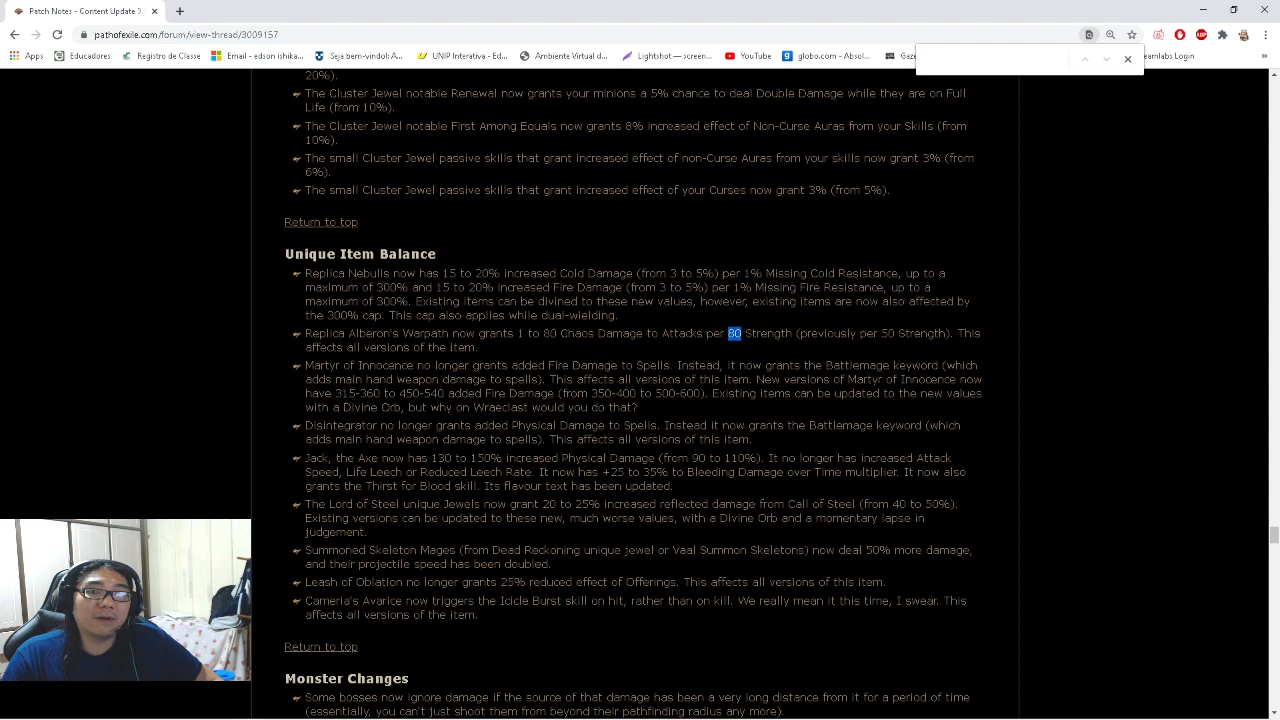 Patch Notes - Content Update 3.
pathofexile.com/forum/view-thread/3009157
Apps
Educadores
Registro de Classe
Email - edson ishika...
Seja bem-vindo(a): A...
UNIP Interativa - Ed...
Ambiente Virtual d...
Lightshot — screen...
YouTube
globo.com - Absol...
Gaze
eamlabs Login
20%).
The Cluster Jewel notable Renewal now grants your minions a 5% chance to deal Double Damage while they are on Full
Life (from 10%).
The Cluster Jewel notable First Among Equals now grants 8% increased effect of Non-Curse Auras from your Skills (from
10%).
The small Cluster Jewel passive skills that grant increased effect of non-Curse Auras from your skills now grant 3% (from
6%).
The small Cluster Jewel passive skills that grant increased effect of your Curses now grant 3% (from 5%).
Return to top
Unique Item Balance
Replica Nebulis now has 15 to 20% increased Cold Damage (from 3 to 5%) per 1% Missing Cold Resistance, up to a
maximum of 300% and 15 to 20% increased Fire Damage (from 3 to 5%) per 1% Missing Fire Resistance, up to a
maximum of 300%. Existing items can be divined to these new values, however, existing items are now also affected by
the 300% cap. This cap also applies while dual-wielding.
Replica Alberon's Warpath now grants 1 to 80 Chaos Damage to Attacks per 80 Strength (previously per 50 Strength). This
affects all versions of the item.
Martyr of Innocence no longer grants added Fire Damage to Spells. Instead, it now grants the Battlemage keyword (which
adds main hand weapon damage to spells). This affects all versions of this item. New versions of Martyr of Innocence now
have 315-360 to 450-540 added Fire Damage (from 350-400 to 500-600). Existing items can be updated to the new values
with a Divine Orb, but why on Wraeclast would you do that?
Disintegrator no longer grants added Physical Damage to Spells. Instead it now grants the Battlemage keyword (which
adds main hand weapon damage to spells). This affects all versions of this item.
Jack, the Axe now has 130 to 150% increased Physical Damage (from 90 to 110%). It no longer has increased Attack
Speed, Life Leech or Reduced Leech Rate. It now has +25 to 35% to Bleeding Damage over Time multiplier. It now also
grants the Thirst for Blood skill. Its flavour text has been updated.
The Lord of Steel unique Jewels now grant 20 to 25% increased reflected damage from Call of Steel (from 40 to 50%).
Existing versions can be updated to these new, much worse values, with a Divine Orb and a momentary lapse in
judgement.
Summoned Skeleton Mages (from Dead Reckoning unique jewel or Vaal Summon Skeletons) now deal 50% more damage,
and their projectile speed has been doubled.
Leash of Oblation no longer grants 25% reduced effect of Offerings. This affects all versions of this item.
Cameria's Avarice now triggers the Icicle Burst skill on hit, rather than on kill. We really mean it this time, I swear. This
affects all versions of the item.
Return to top
Monster Changes
Some bosses now ignore damage if the source of that damage has been a very long distance from it for a period of time
(essentially, you can't just shoot them from beyond their pathfinding radius any more).